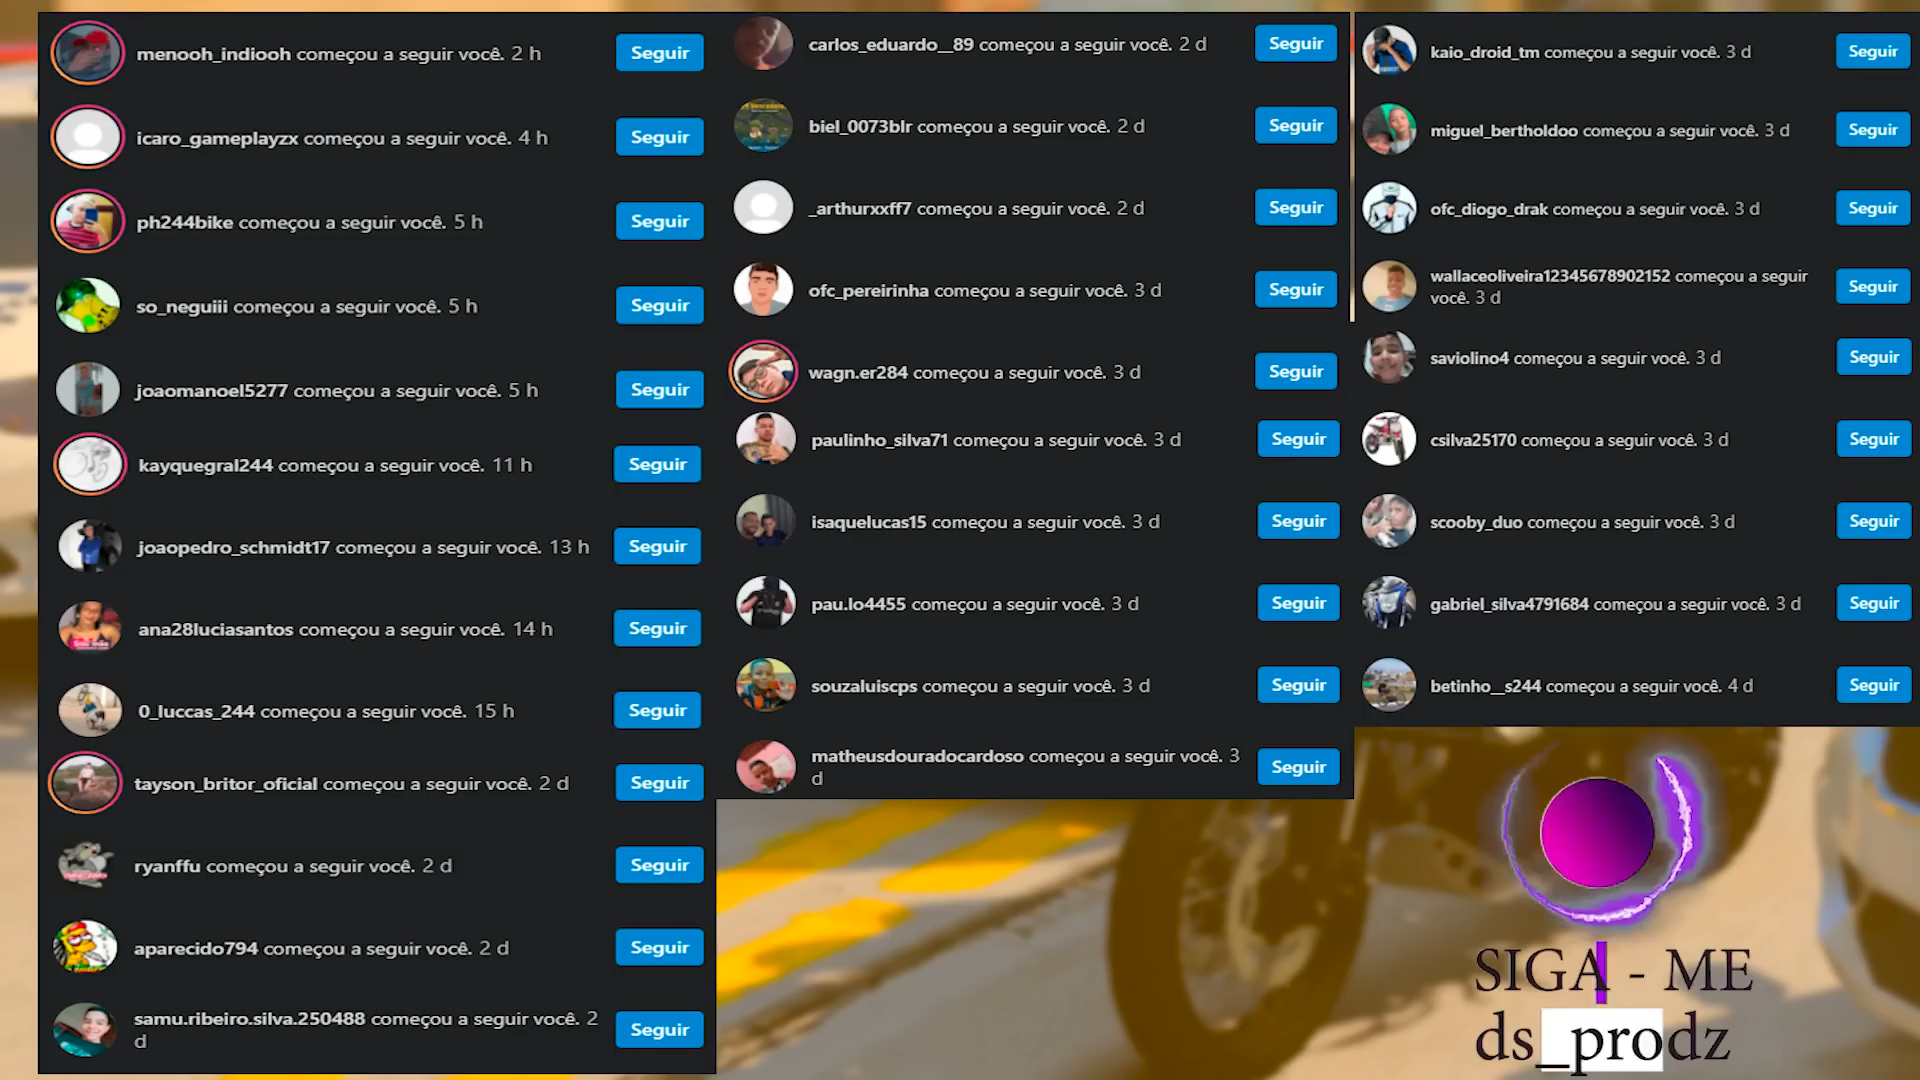 menooh_indiooh começou a seguir você. 2 h
Seguir
icaro_gameplayzx começou a seguir você. 4 h
Seguir
ph244bike começou a seguir você. 5 h
Seguir
so_neguiii começou a seguir você. 5 h
Seguir
joaomanoel5277 começou a seguir você. 5 h
Seguir
kayquegral244 começou a seguir você. 11 h
Seguir
joaopedro_schmidt17 começou a seguir você. 13 h
Seguir
ana28luciasantos começou a seguir você. 14 h
Seguir
0_luccas_244 começou a seguir você. 15 h
Seguir
tayson_britor_oficial começou a seguir você. 2 d
Seguir
ryanffu começou a seguir você. 2 d
Seguir
aparecido794 começou a seguir você. 2 d
Seguir
samu.ribeiro.silva.250488 começou a seguir você. 2
d
Seguir
carlos_eduardo__89 começou a seguir você. 2 d
Seguir
biel_0073blr começou a seguir você. 2 d
Seguir
_arthurxxff7 começou a seguir você. 2 d
Seguir
ofc_pereirinha começou a seguir você. 3 d
Seguir
wagn.er284 começou a seguir você. 3 d
Seguir
paulinho_silva71 começou a seguir você. 3 d
Seguir
isaquelucas15 começou a seguir você. 3 d
Seguir
pau.lo4455 começou a seguir você. 3 d
Seguir
souzaluiscps começou a seguir você. 3 d
Seguir
matheusdouradocardoso começou a seguir você. 3
d
Seguir
kaio_droid_tm começou a seguir você. 3 d
Seguir
miguel_bertholdoo começou a seguir você. 3 d
Seguir
ofc_diogo_drak começou a seguir você. 3 d
Seguir
wallaceoliveira12345678902152 começou a seguir
você. 3 d
Seguir
saviolino4 começou a seguir você. 3 d
Seguir
csilva25170 começou a seguir você. 3 d
Seguir
scooby_duo começou a seguir você. 3 d
Seguir
gabriel_silva4791684 começou a seguir você. 3 d
Seguir
betinho__s244 começou a seguir você. 4 d
Seguir
SIGA - ME
ds_prodz